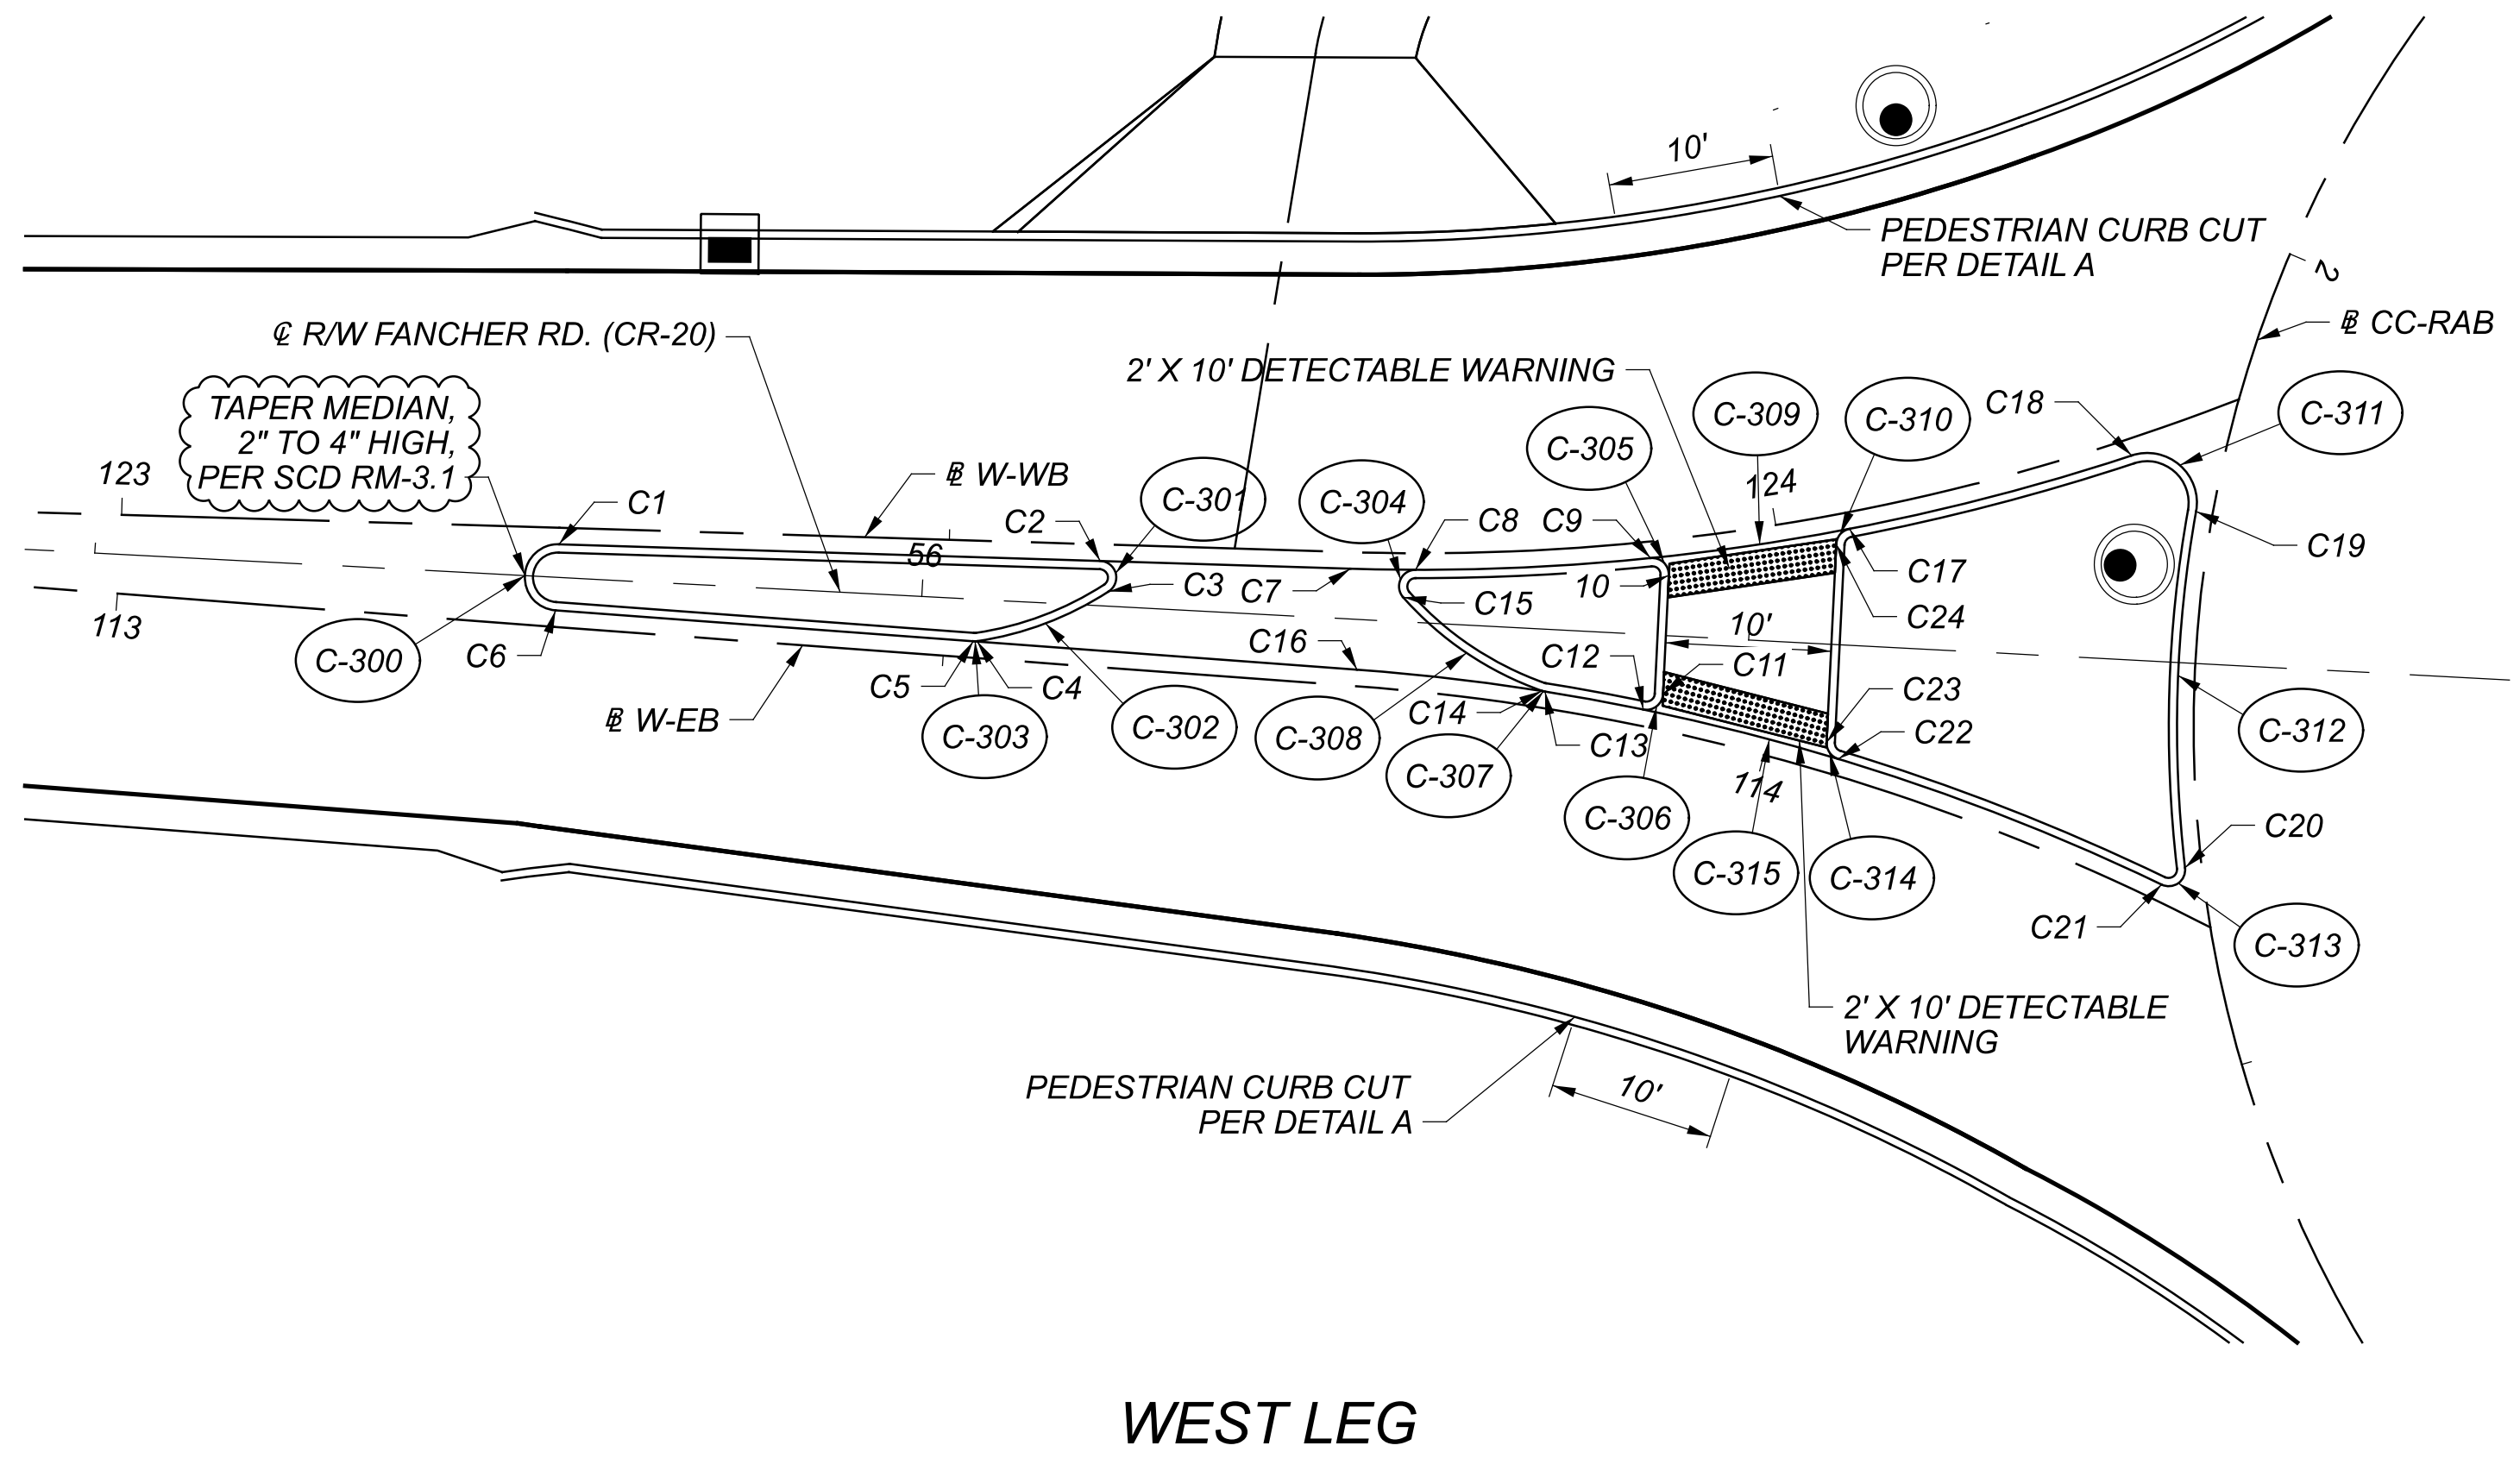 10'
PEDESTRIAN CURB CUT
PER DETAIL A
2
℄ R/W FANCHER RD. (CR-20)
BL CC-RAB
2' X 10' DETECTABLE WARNING
TAPER MEDIAN,
2" TO 4" HIGH,
PER SCD RM-3.1
C-309
C-310
C18
C-311
C-305
123
BL W-WB
C-301
C-304
124
C1
C2
C8
C9
C19
56
C3
C7
10
C17
C15
C24
113
C-300
C6
C16
10'
C12
C11
C5
C4
C23
BL W-EB
C-303
C-302
C-308
C14
C13
C22
C-312
C-307
114
C-306
C20
C-315
C-314
C21
C-313
2' X 10' DETECTABLE
WARNING
PEDESTRIAN CURB CUT
PER DETAIL A
10'
WEST LEG